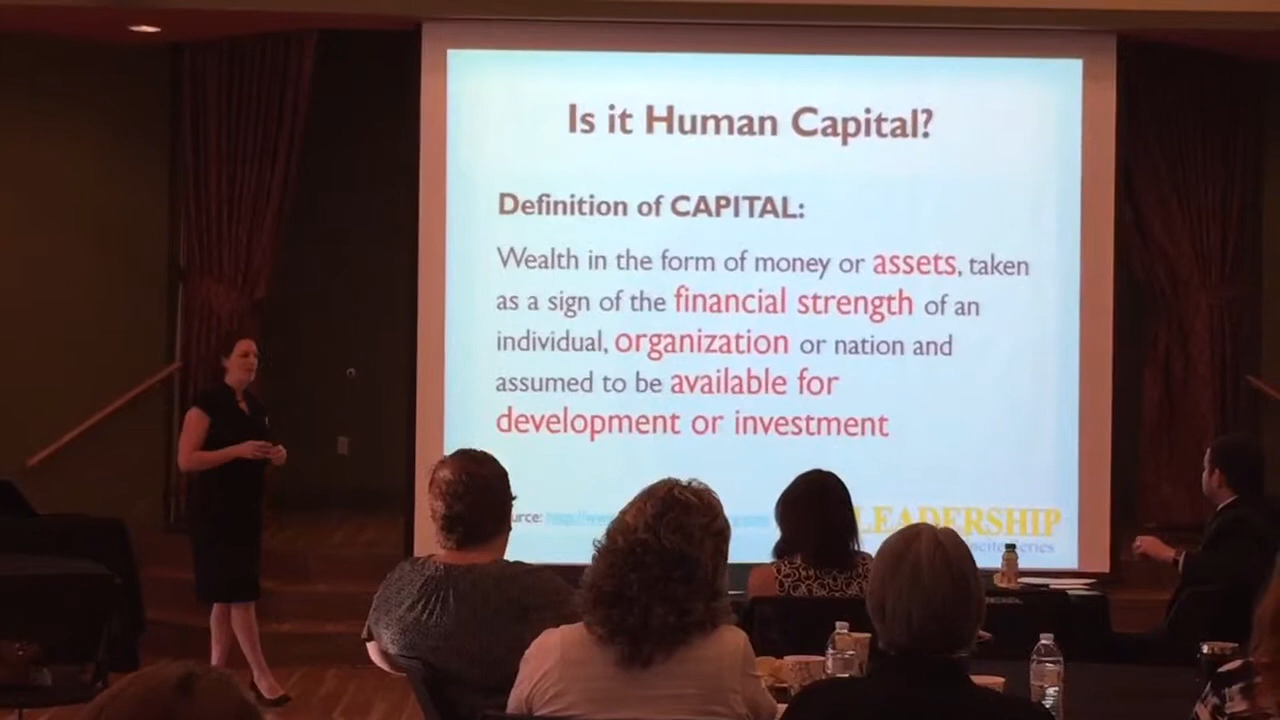 Is it Human Capital?
Definition of CAPITAL:
Wealth in the form of money or assets, taken
as a sign of the financial strength of an
individual, organization or nation and
assumed to be available for
development or investment
LEADERSHIP
Series